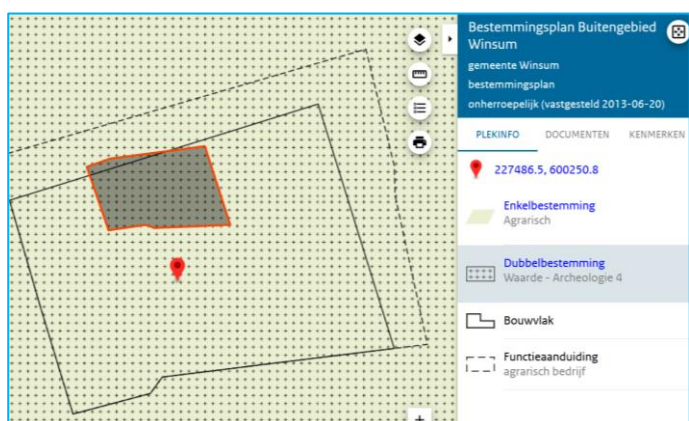 Bestemmingsplan Buitengebied
Winsum
gemeente Winsum
bestemmingsplan
onherroepelijk (vastgesteld 2013-06-20)
PLEKINFO DOCUMENTEN KENMERKEN
227486.5, 600250.8
Enkelbestemming
Agrarisch
Dubbelbestemming
Waarde - Archeologie 4
Bouwvlak
Functieaanduiding
agrarisch bedrijf
+